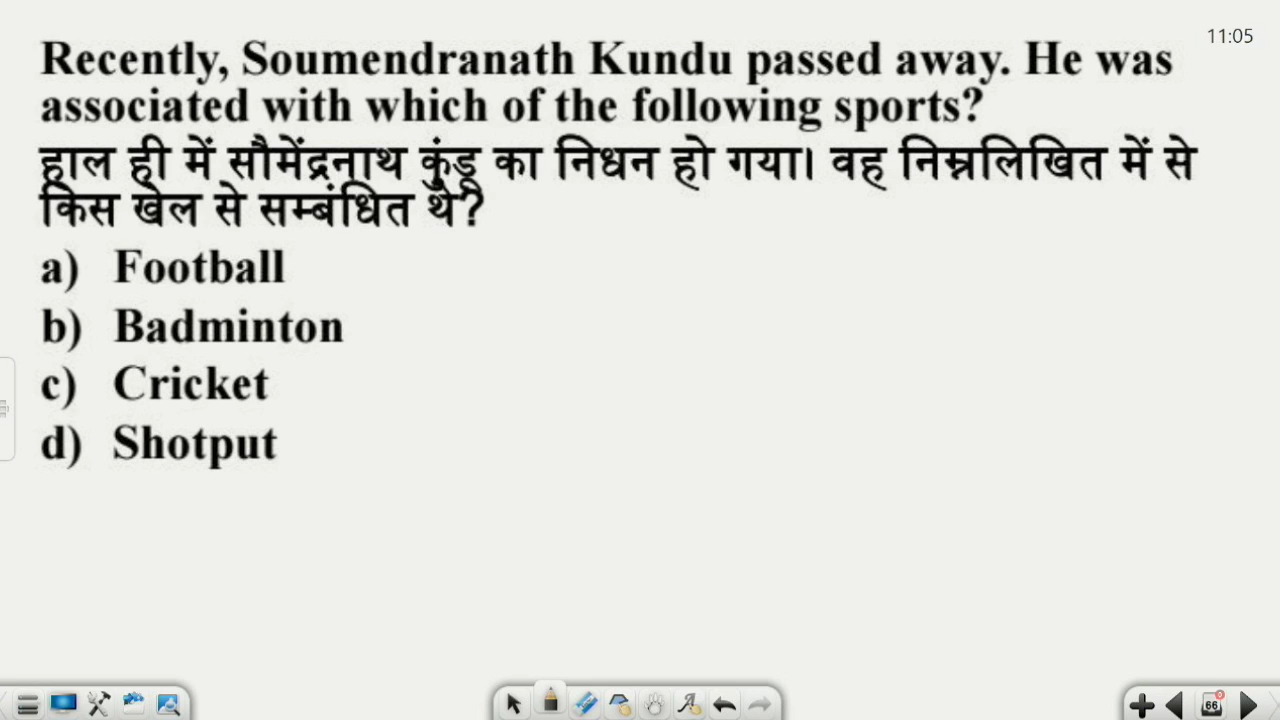 11:05
Recently, Soumendranath Kundu passed away. He was
associated with which of the following sports?
हाल ही में सौमेंद्रनाथ कुंडू का निधन हो गया। वह निम्नलिखित में से
किस खेल से सम्बंधित थे?
a) Football
b) Badminton
c) Cricket
d) Shotput
66